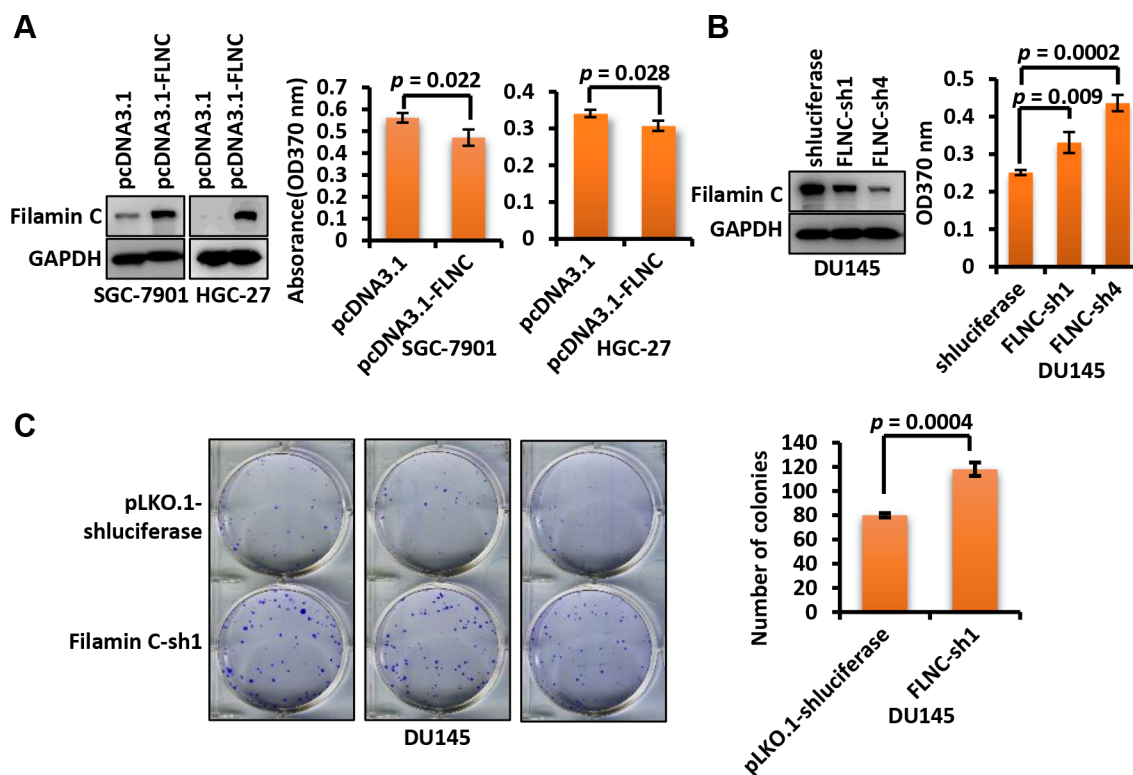 A
pcDNA3.1
pcDNA3.1-FLNC
pcDNA3.1
pcDNA3.1-FLNC
Filamin C
GAPDH
SGC-7901
HGC-27
Absorance(OD370 nm)
p = 0.022
0.7
0.6
0.5
0.4
0.3
0.2
0.1
0
pcDNA3.1
pcDNA3.1-FLNC
SGC-7901
p = 0.028
0.4
0.3
0.2
0.1
0
pcDNA3.1
pcDNA3.1-FLNC
HGC-27
B
shluciferase
FLNC-sh1
FLNC-sh4
Filamin C
GAPDH
DU145
OD370 nm
p = 0.0002
p = 0.009
0.5
0.4
0.3
0.2
0.1
0
shluciferase
FLNC-sh1
FLNC-sh4
DU145
C
pLKO.1-
shluciferase
Filamin C-sh1
DU145
Number of colonies
p = 0.0004
140
120
100
80
60
40
20
0
pLKO.1-shluciferase
FLNC-sh1
DU145